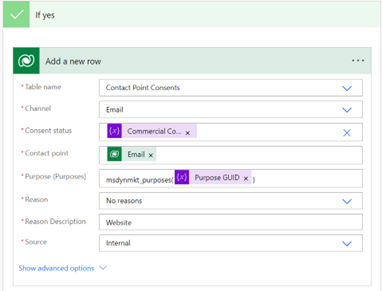 If yes
Add a new row
* Table name Contact Point Consents
* Channel Email
* Consent status {x} Commercial Co... ×
* Contact point Email ×
* Purpose (Purposes) msdynmkt_purposes( {x} Purpose GUID × )
* Reason No reasons
* Reason Description Website
* Source Internal
Show advanced options